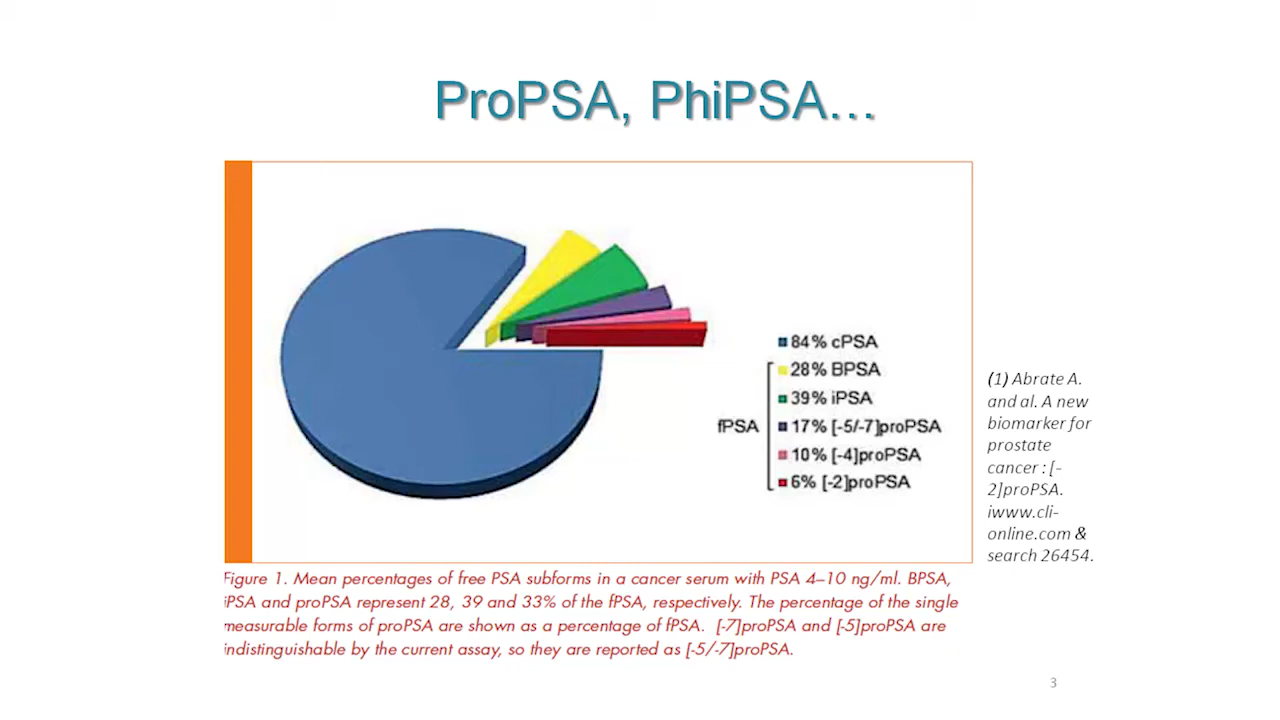 ProPSA, PhiPSA...
84% cPSA
28% BPSA
39% iPSA
fPSA
17% [-5/-7]proPSA
10% [-4]proPSA
6% [-2]proPSA
(1) Abrate A.
and al. A new
biomarker for
prostate
cancer : [-
2]proPSA.
iwww.cli-
online.com &
search 26454.
Figure 1. Mean percentages of free PSA subforms in a cancer serum with PSA 4–10 ng/ml. BPSA,
iPSA and proPSA represent 28, 39 and 33% of the fPSA, respectively. The percentage of the single
measurable forms of proPSA are shown as a percentage of fPSA. [-7]proPSA and [-5]proPSA are
indistinguishable by the current assay, so they are reported as [-5/-7]proPSA.
3